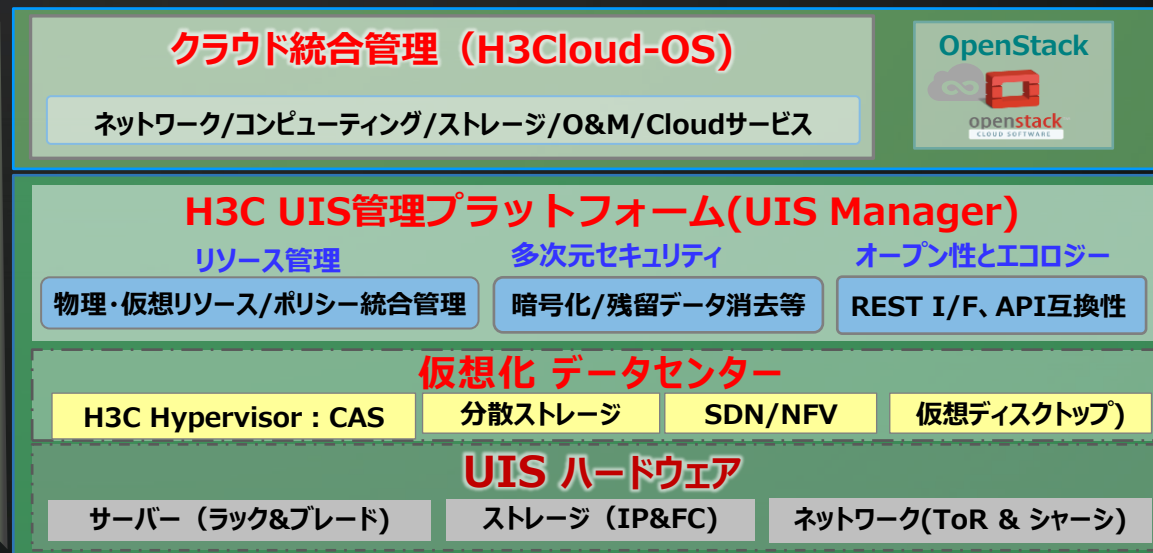 クラウド統合管理（H3Cloud-OS)
ネットワーク/コンピューティング/ストレージ/O&M/Cloudサービス
OpenStack
openstack
CLOUD SOFTWARE
H3C UIS管理プラットフォーム(UIS Manager)
リソース管理
多次元セキュリティ
オープン性とエコロジー
物理・仮想リソース/ポリシー統合管理
暗号化/残留データ消去等
REST I/F、API互換性
仮想化 データセンター
H3C Hypervisor：CAS
分散ストレージ
SDN/NFV
仮想ディスクトップ)
UIS ハードウェア
サーバー（ラック&ブレード)
ストレージ（IP&FC)
ネットワーク(ToR & シャーシ)